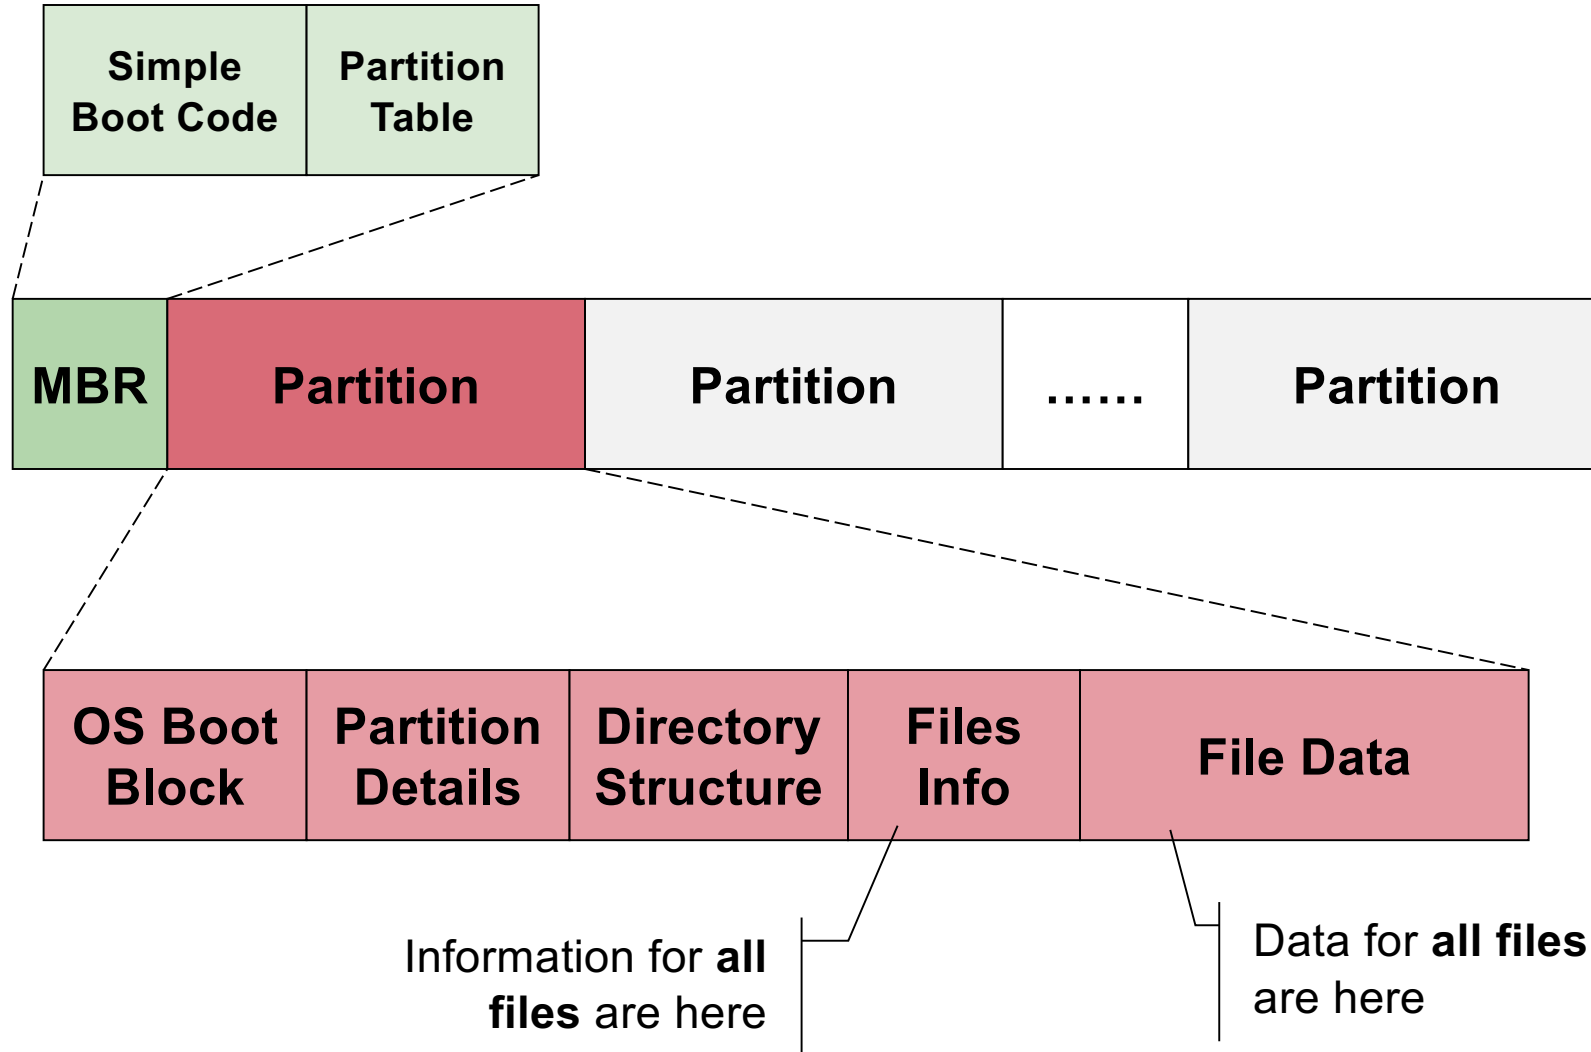 Simple
Boot Code
Partition
Table
MBR
Partition
Partition
......
Partition
OS Boot
Block
Partition
Details
Directory
Structure
Files
Info
File Data
Information for all
files are here
Data for all files
are here